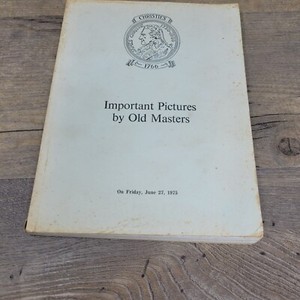 CHRISTIE'S
1766
Important Pictures
by Old Masters
On Friday, June 27, 1975